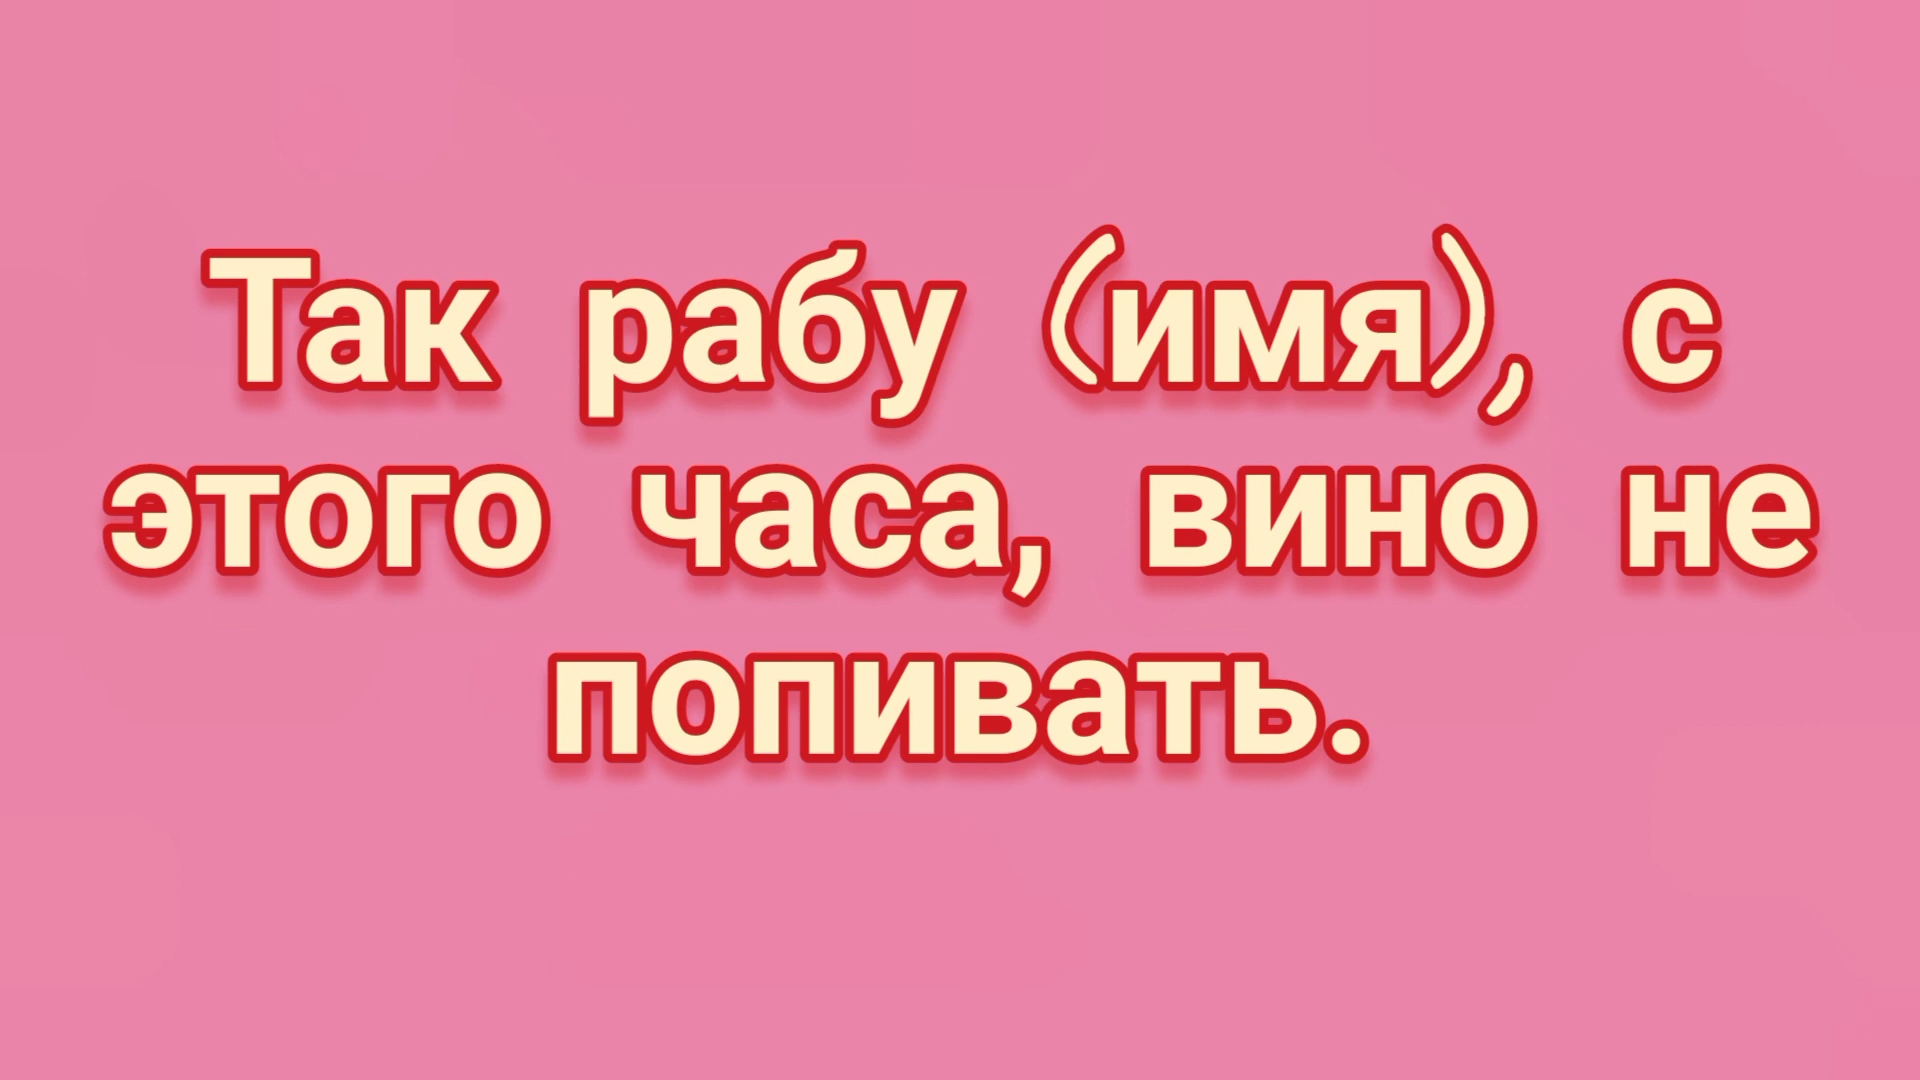 Так рабу (имя), с
этого часа, вино не
попивать.